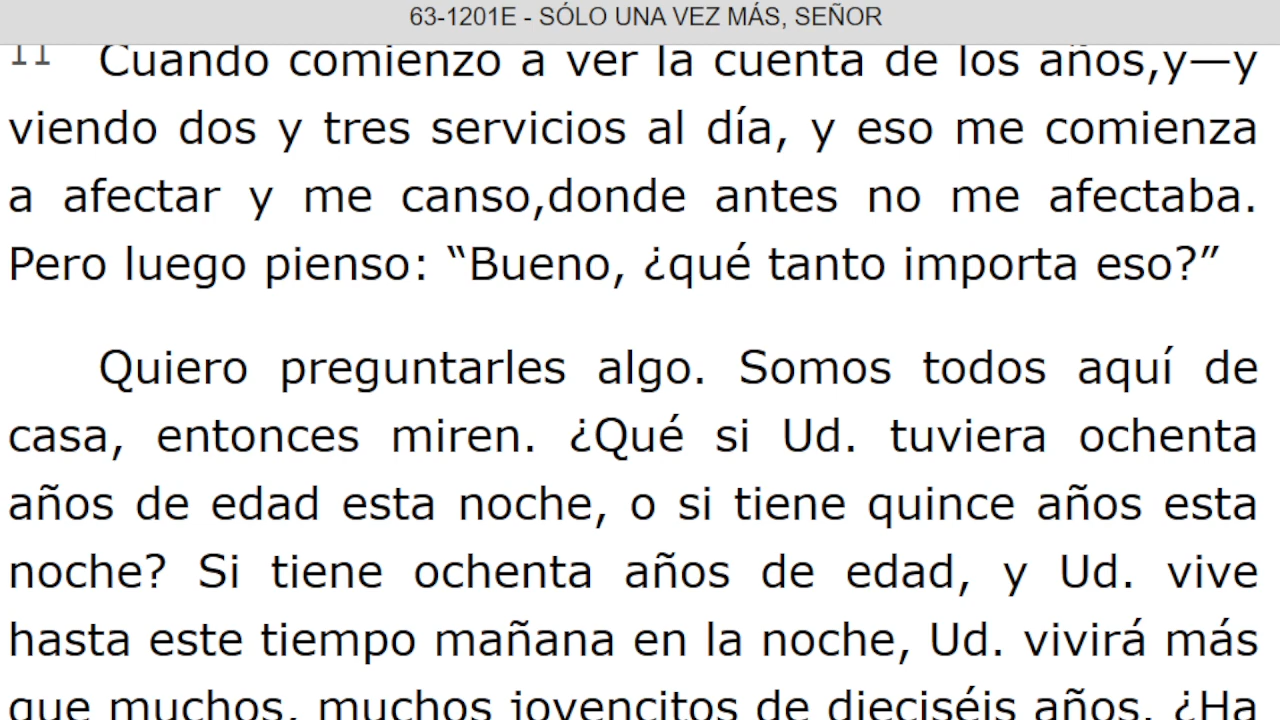 63-1201E - SÓLO UNA VEZ MÁS, SEÑOR
11 Cuando comienzo a ver la cuenta de los años,y—y
viendo dos y tres servicios al día, y eso me comienza
a afectar y me canso,donde antes no me afectaba.
Pero luego pienso: “Bueno, ¿qué tanto importa eso?”
Quiero preguntarles algo. Somos todos aquí de
casa, entonces miren. ¿Qué si Ud. tuviera ochenta
años de edad esta noche, o si tiene quince años esta
noche? Si tiene ochenta años de edad, y Ud. vive
hasta este tiempo mañana en la noche, Ud. vivirá más
que muchos, muchos jovencitos de dieciséis años. ¿Ha